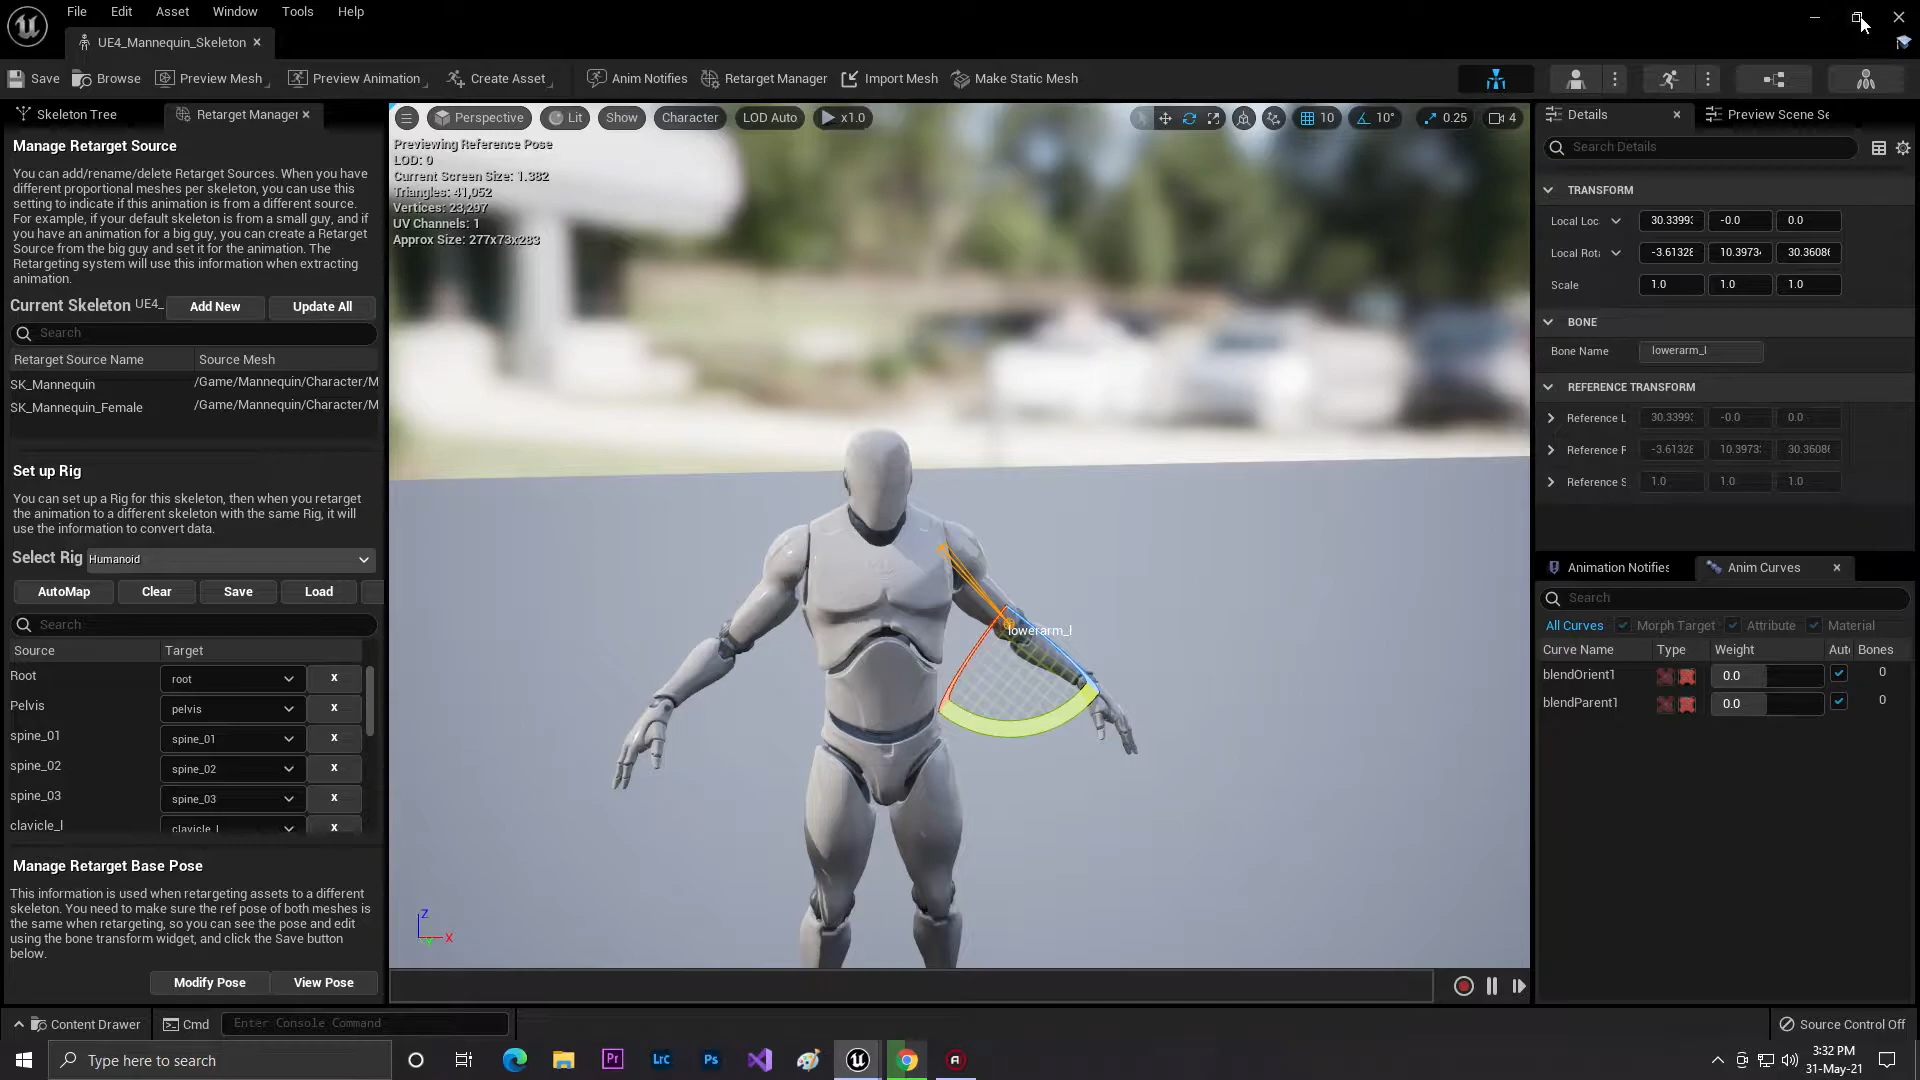 File Edit Asset Window Tools Help
UE4_Mannequin_Skeleton
Save Browse Preview Mesh Preview Animation Create Asset Anim Notifies Retarget Manager Import Mesh Make Static Mesh
Skeleton Tree Retarget Manager
Manage Retarget Source
You can add/rename/delete Retarget Sources. When you have
different proportional meshes per skeleton, you can use this
setting to indicate if this animation is from a different source.
For example, if your default skeleton is from a small guy, and if
you have an animation for a big guy, you can create a Retarget
Source from the big guy and set it for the animation. The
Retargeting system will use this information when extracting
animation.
Current Skeleton UE4_ Add New Update All
Search
Retarget Source Name Source Mesh
SK_Mannequin /Game/Mannequin/Character/M
SK_Mannequin_Female /Game/Mannequin/Character/M
Set up Rig
You can set up a Rig for this skeleton, then when you retarget
the animation to a different skeleton with the same Rig, it will
use the information to convert data.
Select Rig Humanoid
AutoMap Clear Save Load
Search
Source Target
Root root x
Pelvis pelvis x
spine_01 spine_01 x
spine_02 spine_02 x
spine_03 spine_03 x
clavicle_l clavicle_l x
Manage Retarget Base Pose
This information is used when retargeting assets to a different
skeleton. You need to make sure the ref pose of both meshes is
the same when retargeting, so you can see the pose and edit
using the bone transform widget, and click the Save button
below.
Modify Pose View Pose
Perspective Lit Show Character LOD Auto x1.0 10 10° 0.25 4
Previewing Reference Pose
LOD: 0
Current Screen Size: 1.382
Triangles: 41,052
Vertices: 23,297
UV Channels: 1
Approx Size: 277x73x283
lowerarm_l
Z
Y X
Details Preview Scene Se
Search Details
TRANSFORM
Local Loc 30.3399 -0.0 0.0
Local Rot -3.61328 10.3973 30.36086
Scale 1.0 1.0 1.0
BONE
Bone Name lowerarm_l
REFERENCE TRANSFORM
Reference L 30.3399 -0.0 0.0
Reference F -3.61328 10.3973 30.36086
Reference S 1.0 1.0 1.0
Animation Notifies Anim Curves
Search
All Curves Morph Target Attribute Material
Curve Name Type Weight Aut Bones
blendOrient1 0.0 0
blendParent1 0.0 0
Content Drawer Cmd Enter Console Command Source Control Off
Type here to search Pr LrC Ps
3:32 PM
31-May-21